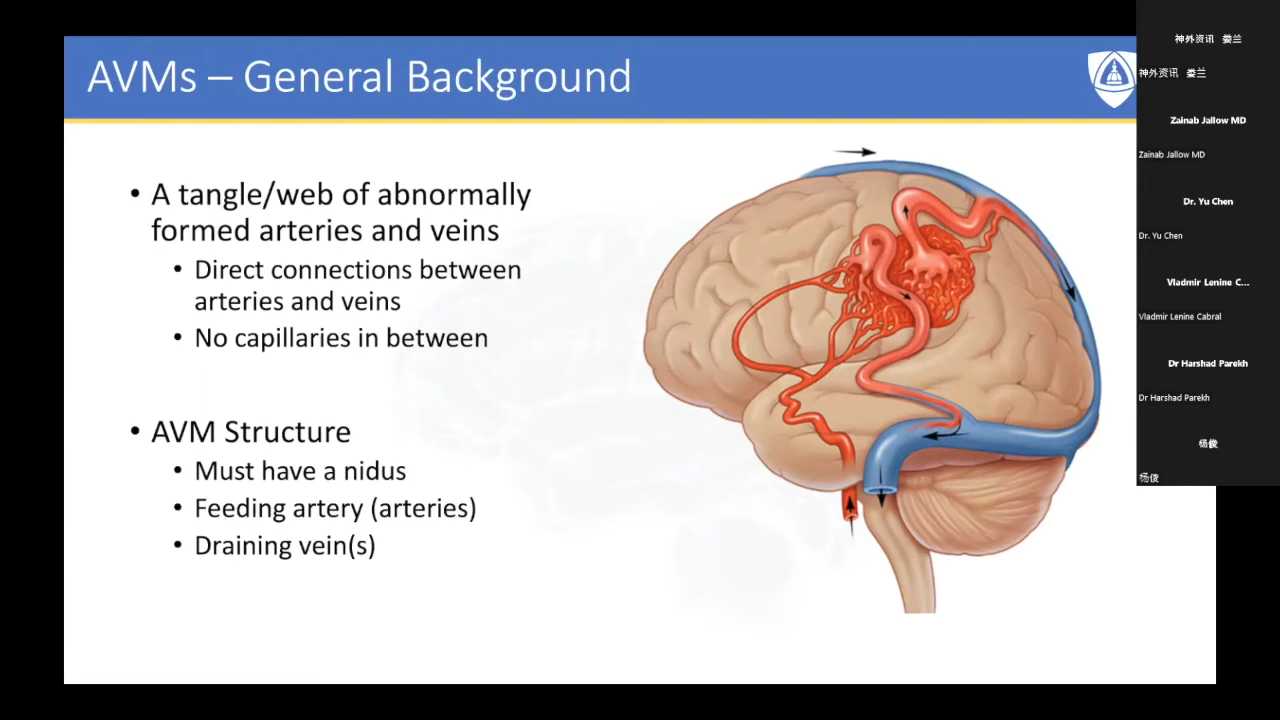 AVMs – General Background
• A tangle/web of abnormally
formed arteries and veins
• Direct connections between
arteries and veins
• No capillaries in between
• AVM Structure
• Must have a nidus
• Feeding artery (arteries)
• Draining vein(s)
神外资讯 娄兰
神外资讯 娄兰
Zainab Jallow MD
Zainab Jallow MD
Dr. Yu Chen
Dr. Yu Chen
Vladmir Lenine C...
Vladmir Lenine Cabral
Dr Harshad Parekh
Dr Harshad Parekh
杨俊
杨俊